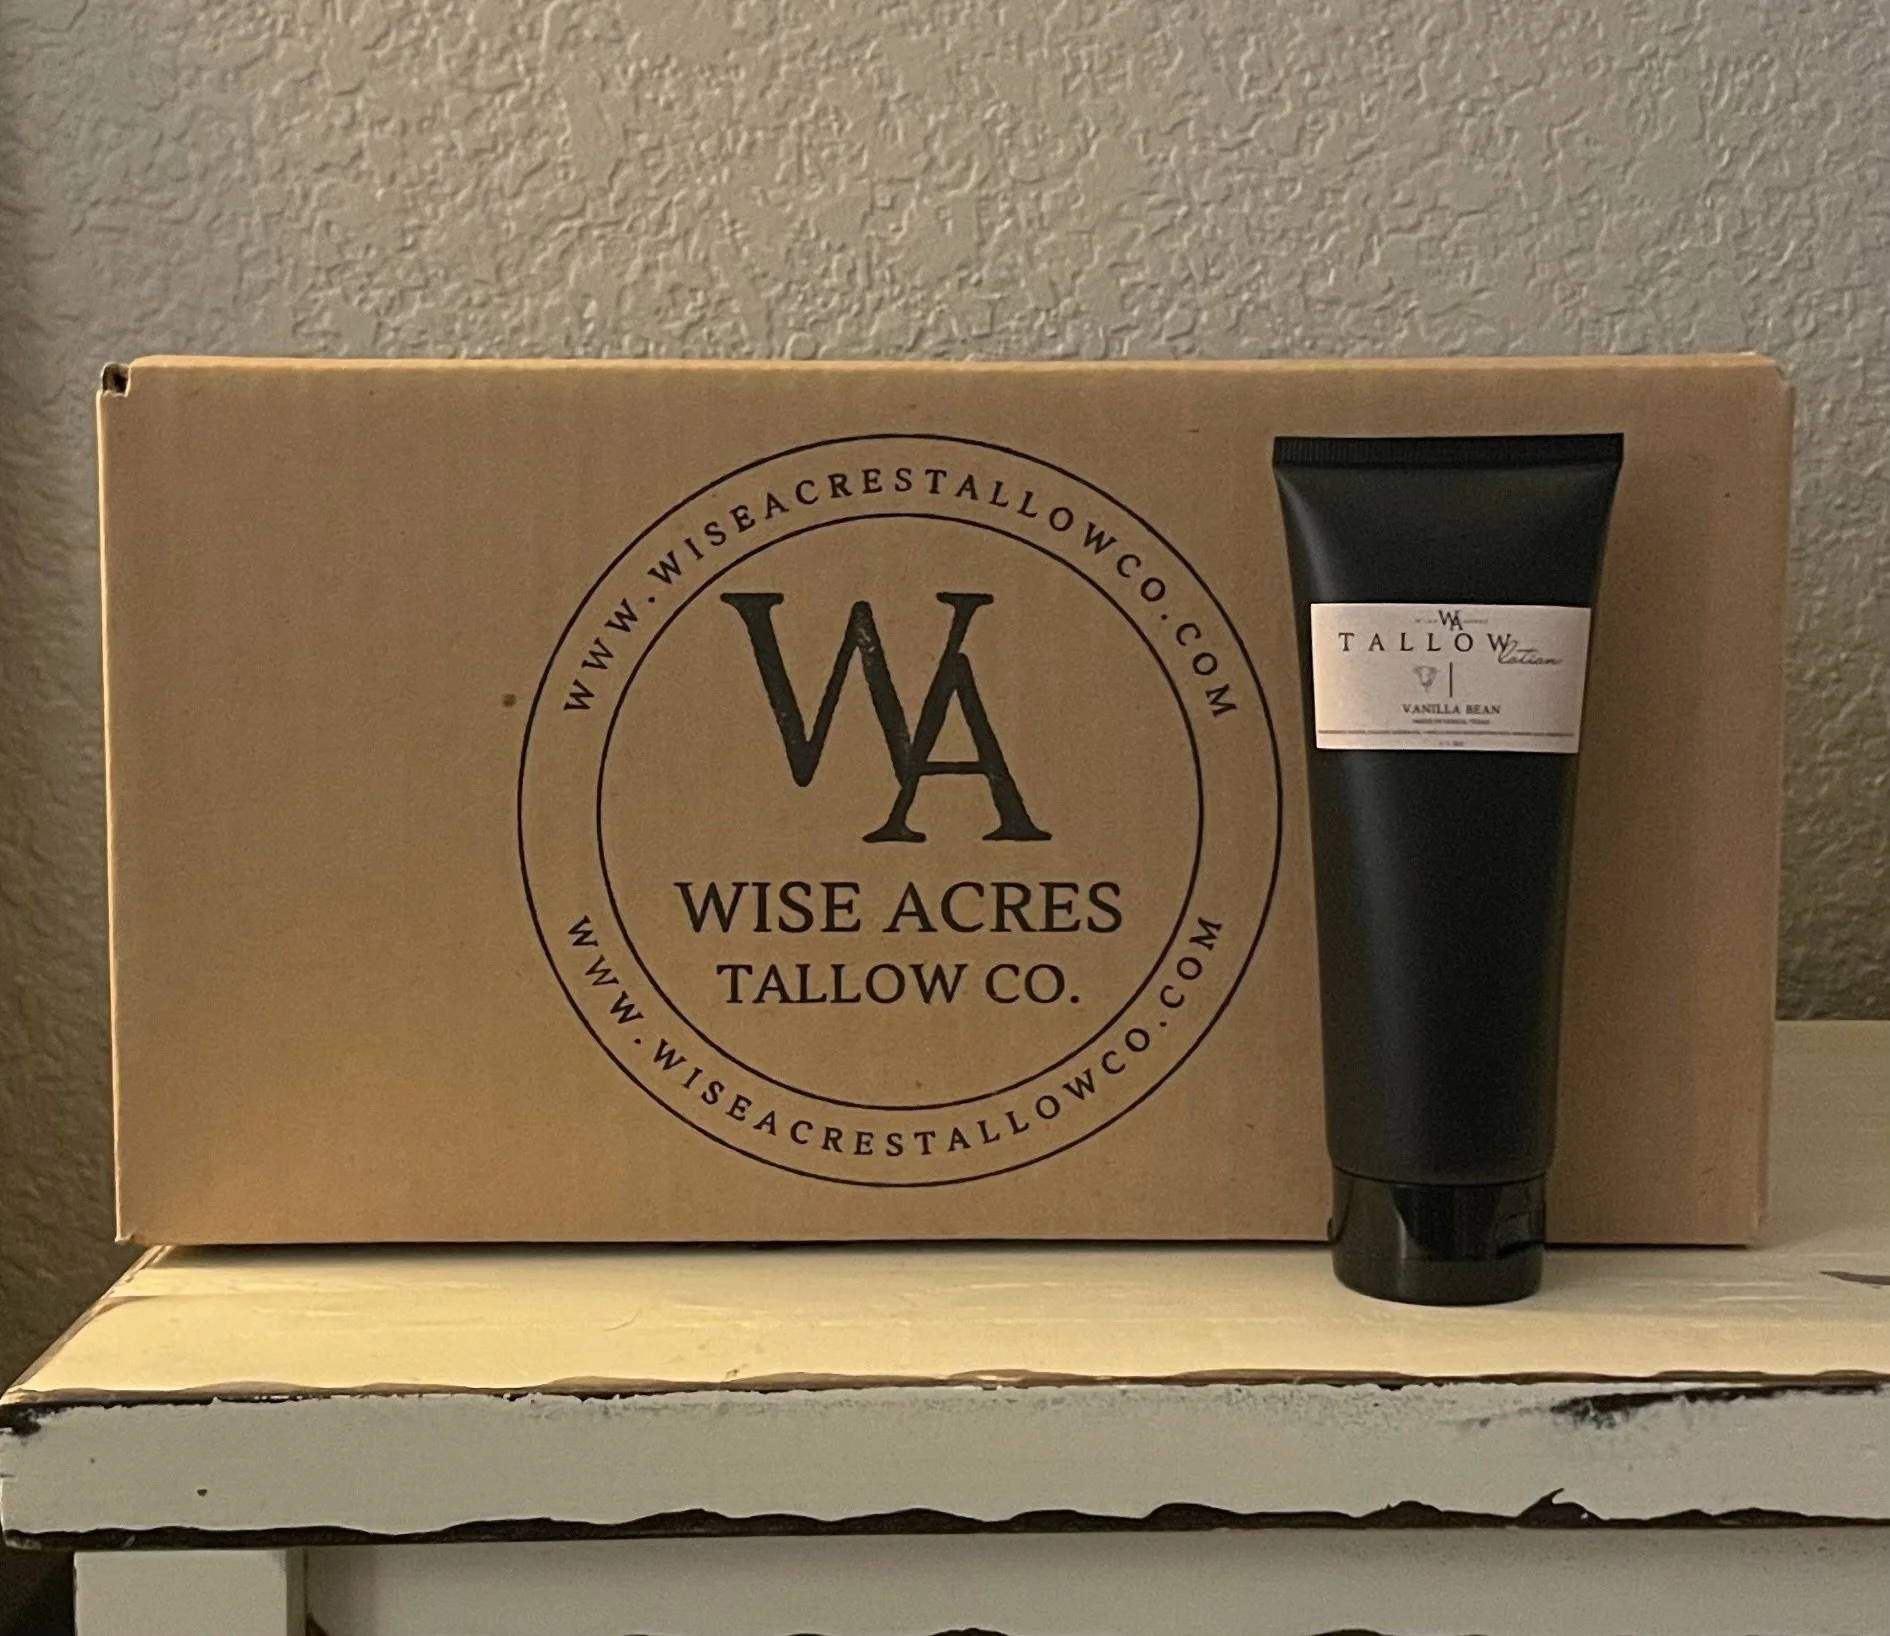 WWW.WISEACRESTALLOWCO.COM
WA
WISE ACRES
TALLOW CO.
WWW.WISEACRESTALLOWCO.COM
WA
TALLOW
lotion
VANILLA BEAN